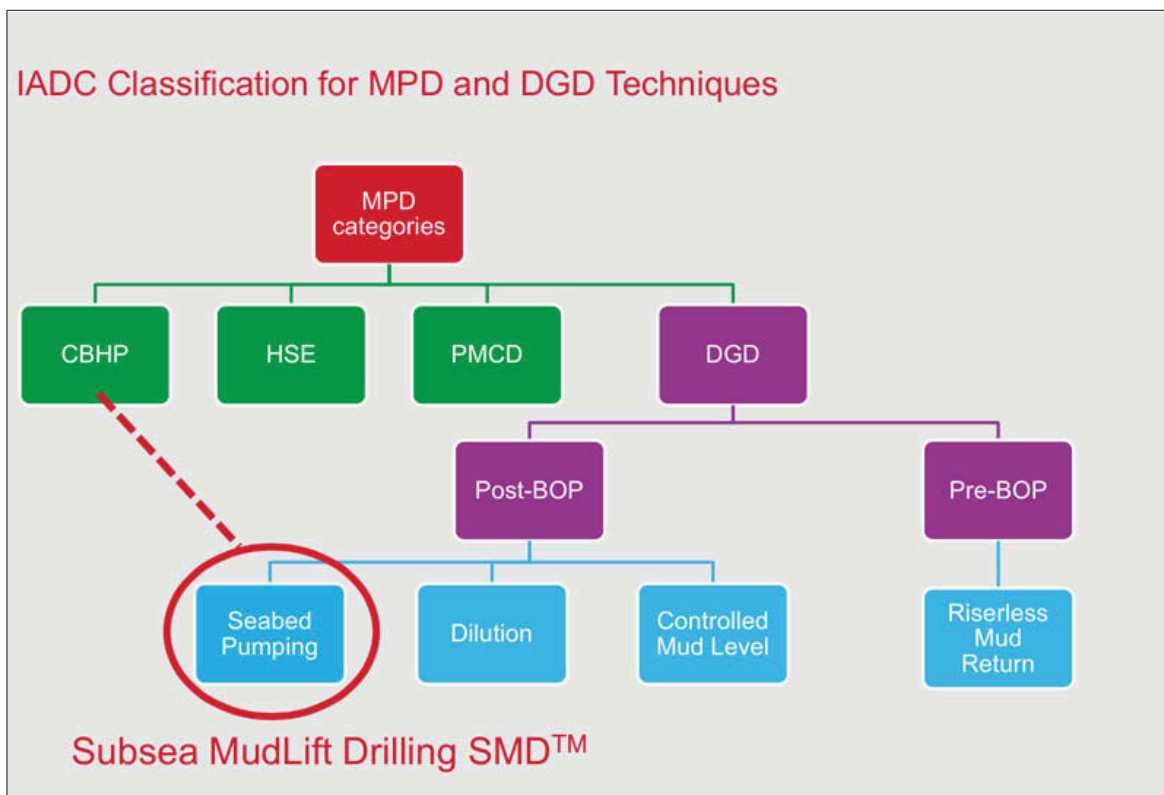 IADC Classification for MPD and DGD Techniques
MPD
categories
CBHP
HSE
PMCD
DGD
Post-BOP
Pre-BOP
Seabed
Pumping
Dilution
Controlled
Mud Level
Riserless
Mud
Return
Subsea MudLift Drilling SMD™